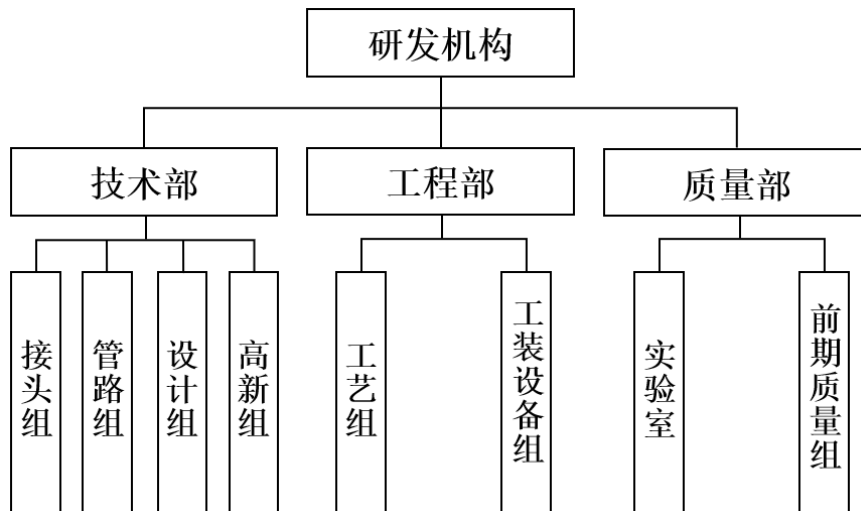 研发机构
技术部
工程部
质量部
接头组
管路组
设计组
高新组
工艺组
工装设备组
实验室
前期质量组